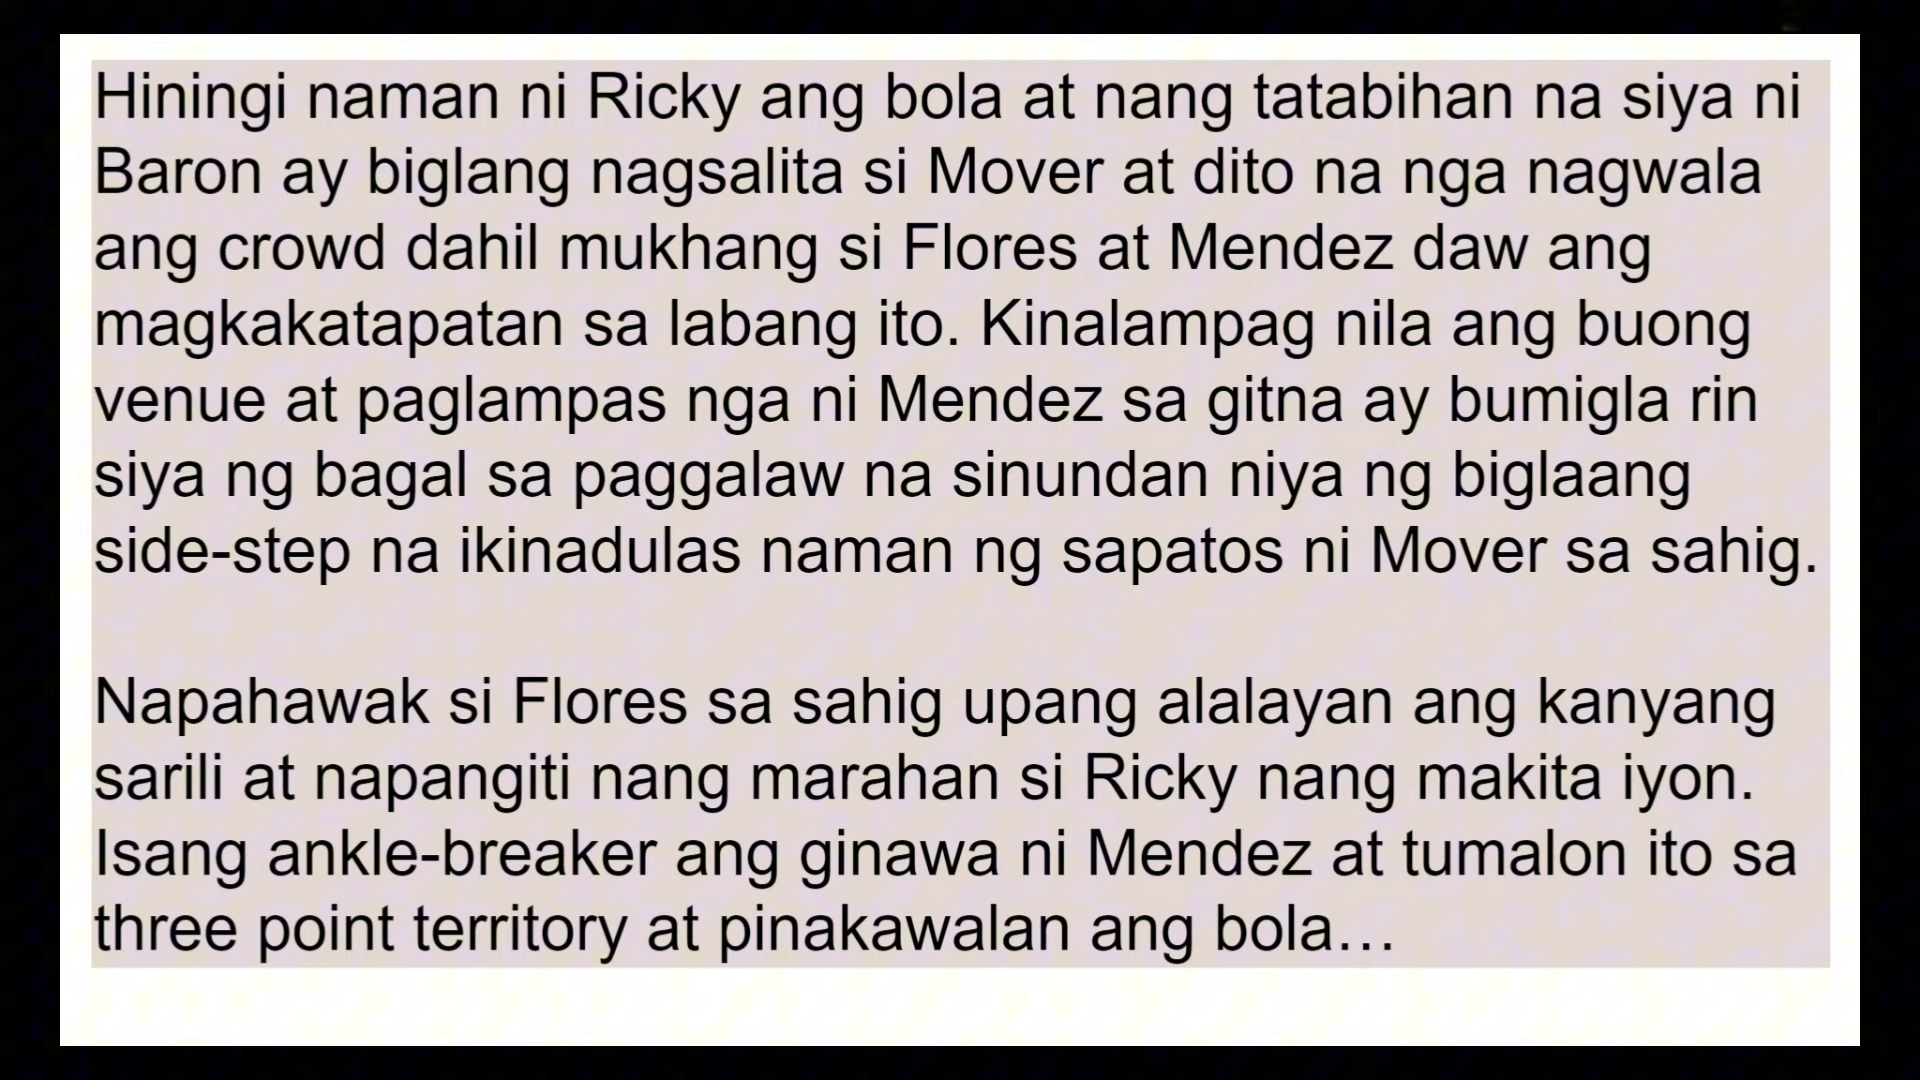 Hiningi naman ni Ricky ang bola at nang tatabihan na siya ni
Baron ay biglang nagsalita si Mover at dito na nga nagwala
ang crowd dahil mukhang si Flores at Mendez daw ang
magkakatapatan sa labang ito. Kinalampag nila ang buong
venue at paglampas nga ni Mendez sa gitna ay bumigla rin
siya ng bagal sa paggalaw na sinundan niya ng biglaang
side-step na ikinadulas naman ng sapatos ni Mover sa sahig.
Napahawak si Flores sa sahig upang alalayan ang kanyang
sarili at napangiti nang marahan si Ricky nang makita iyon.
Isang ankle-breaker ang ginawa ni Mendez at tumalon ito sa
three point territory at pinakawalan ang bola…